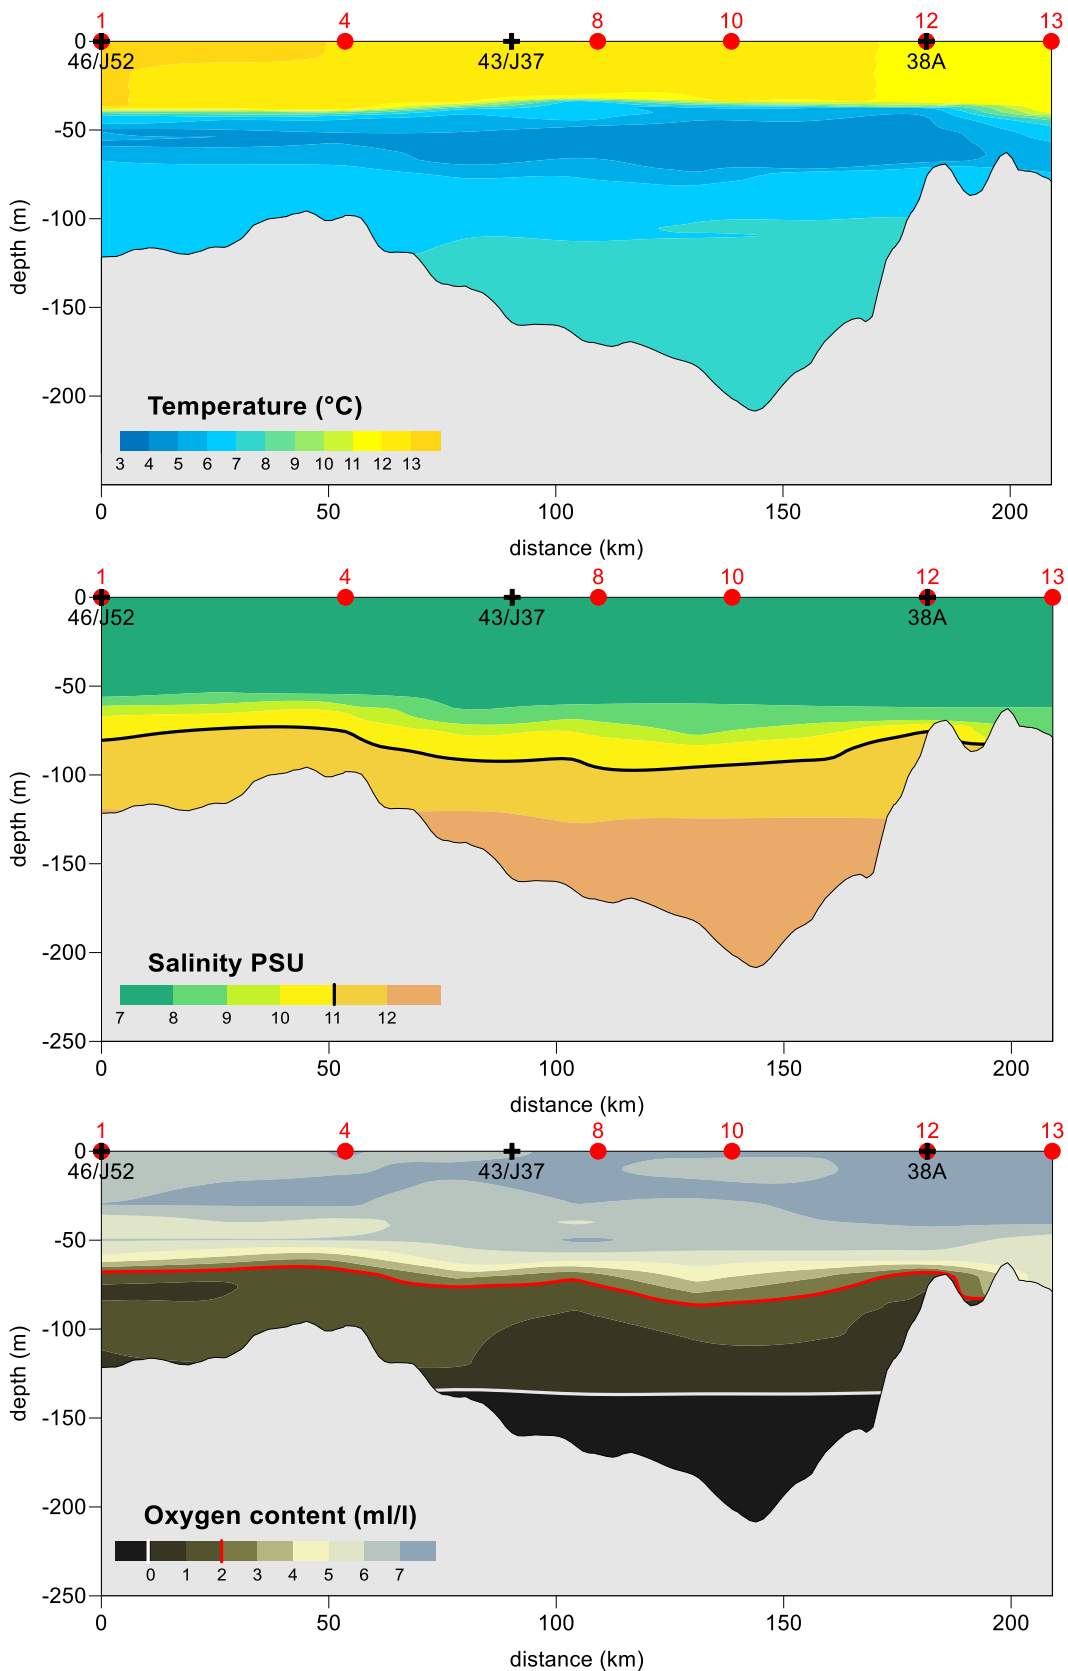 1 4 8 10 12 13
0
46/J52 43/J37 38A
-50
-100
depth (m)
-150
-200
Temperature (°C)
3 4 5 6 7 8 9 10 11 12 13
0 50 100 150 200
distance (km)
1 4 8 10 12 13
0
46/J52 43/J37 38A
-50
-100
depth (m)
-150
-200
Salinity PSU
7 8 9 10 11 12
-250
0 50 100 150 200
distance (km)
1 4 8 10 12 13
0
46/J52 43/J37 38A
-50
-100
depth (m)
-150
-200
Oxygen content (ml/l)
0 1 2 3 4 5 6 7
-250
0 50 100 150 200
distance (km)